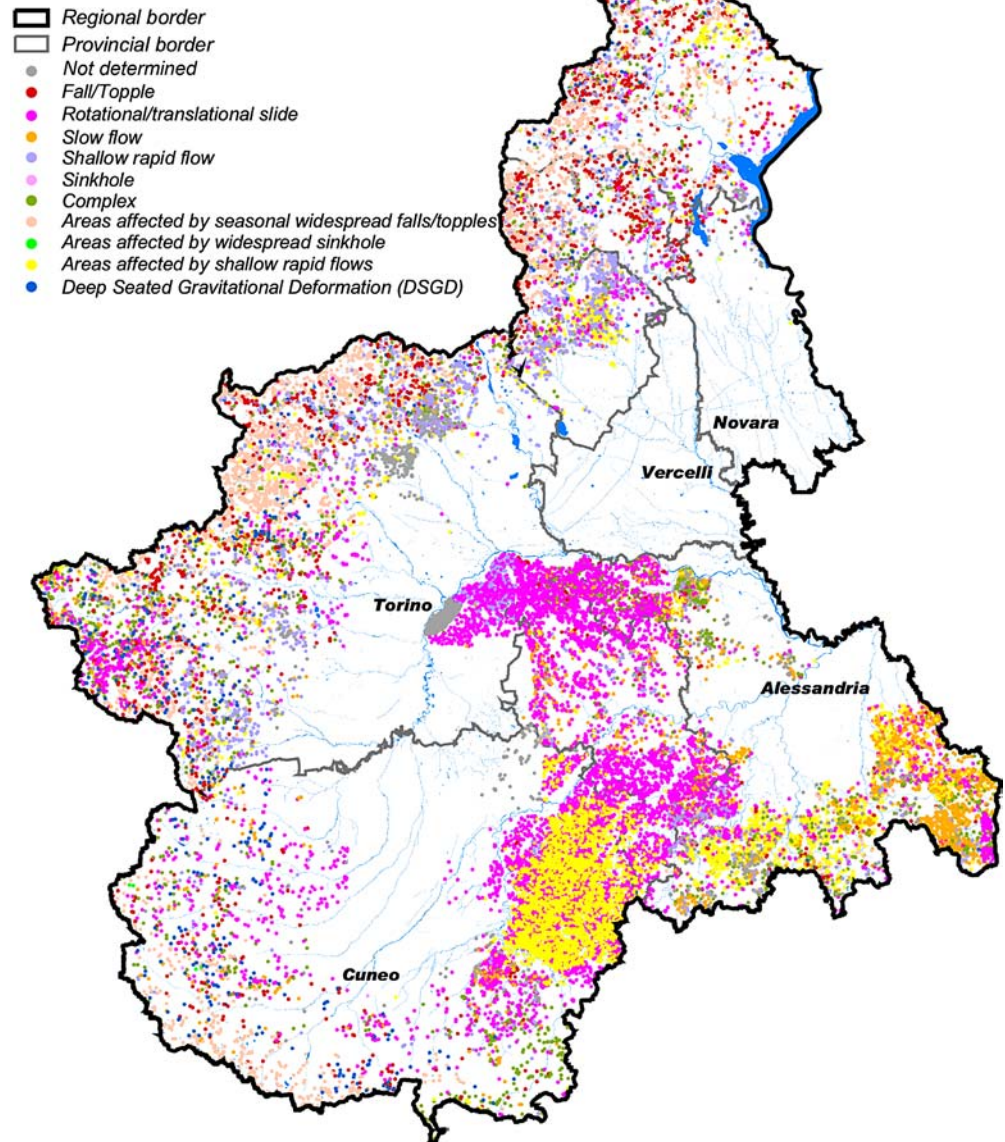 Regional border
Provincial border
Not determined
Fall/Topple
Rotational/translational slide
Slow flow
Shallow rapid flow
Sinkhole
Complex
Areas affected by seasonal widespread falls/topples
Areas affected by widespread sinkhole
Areas affected by shallow rapid flows
Deep Seated Gravitational Deformation (DSGD)
Novara
Vercelli
Torino
Alessandria
Cuneo